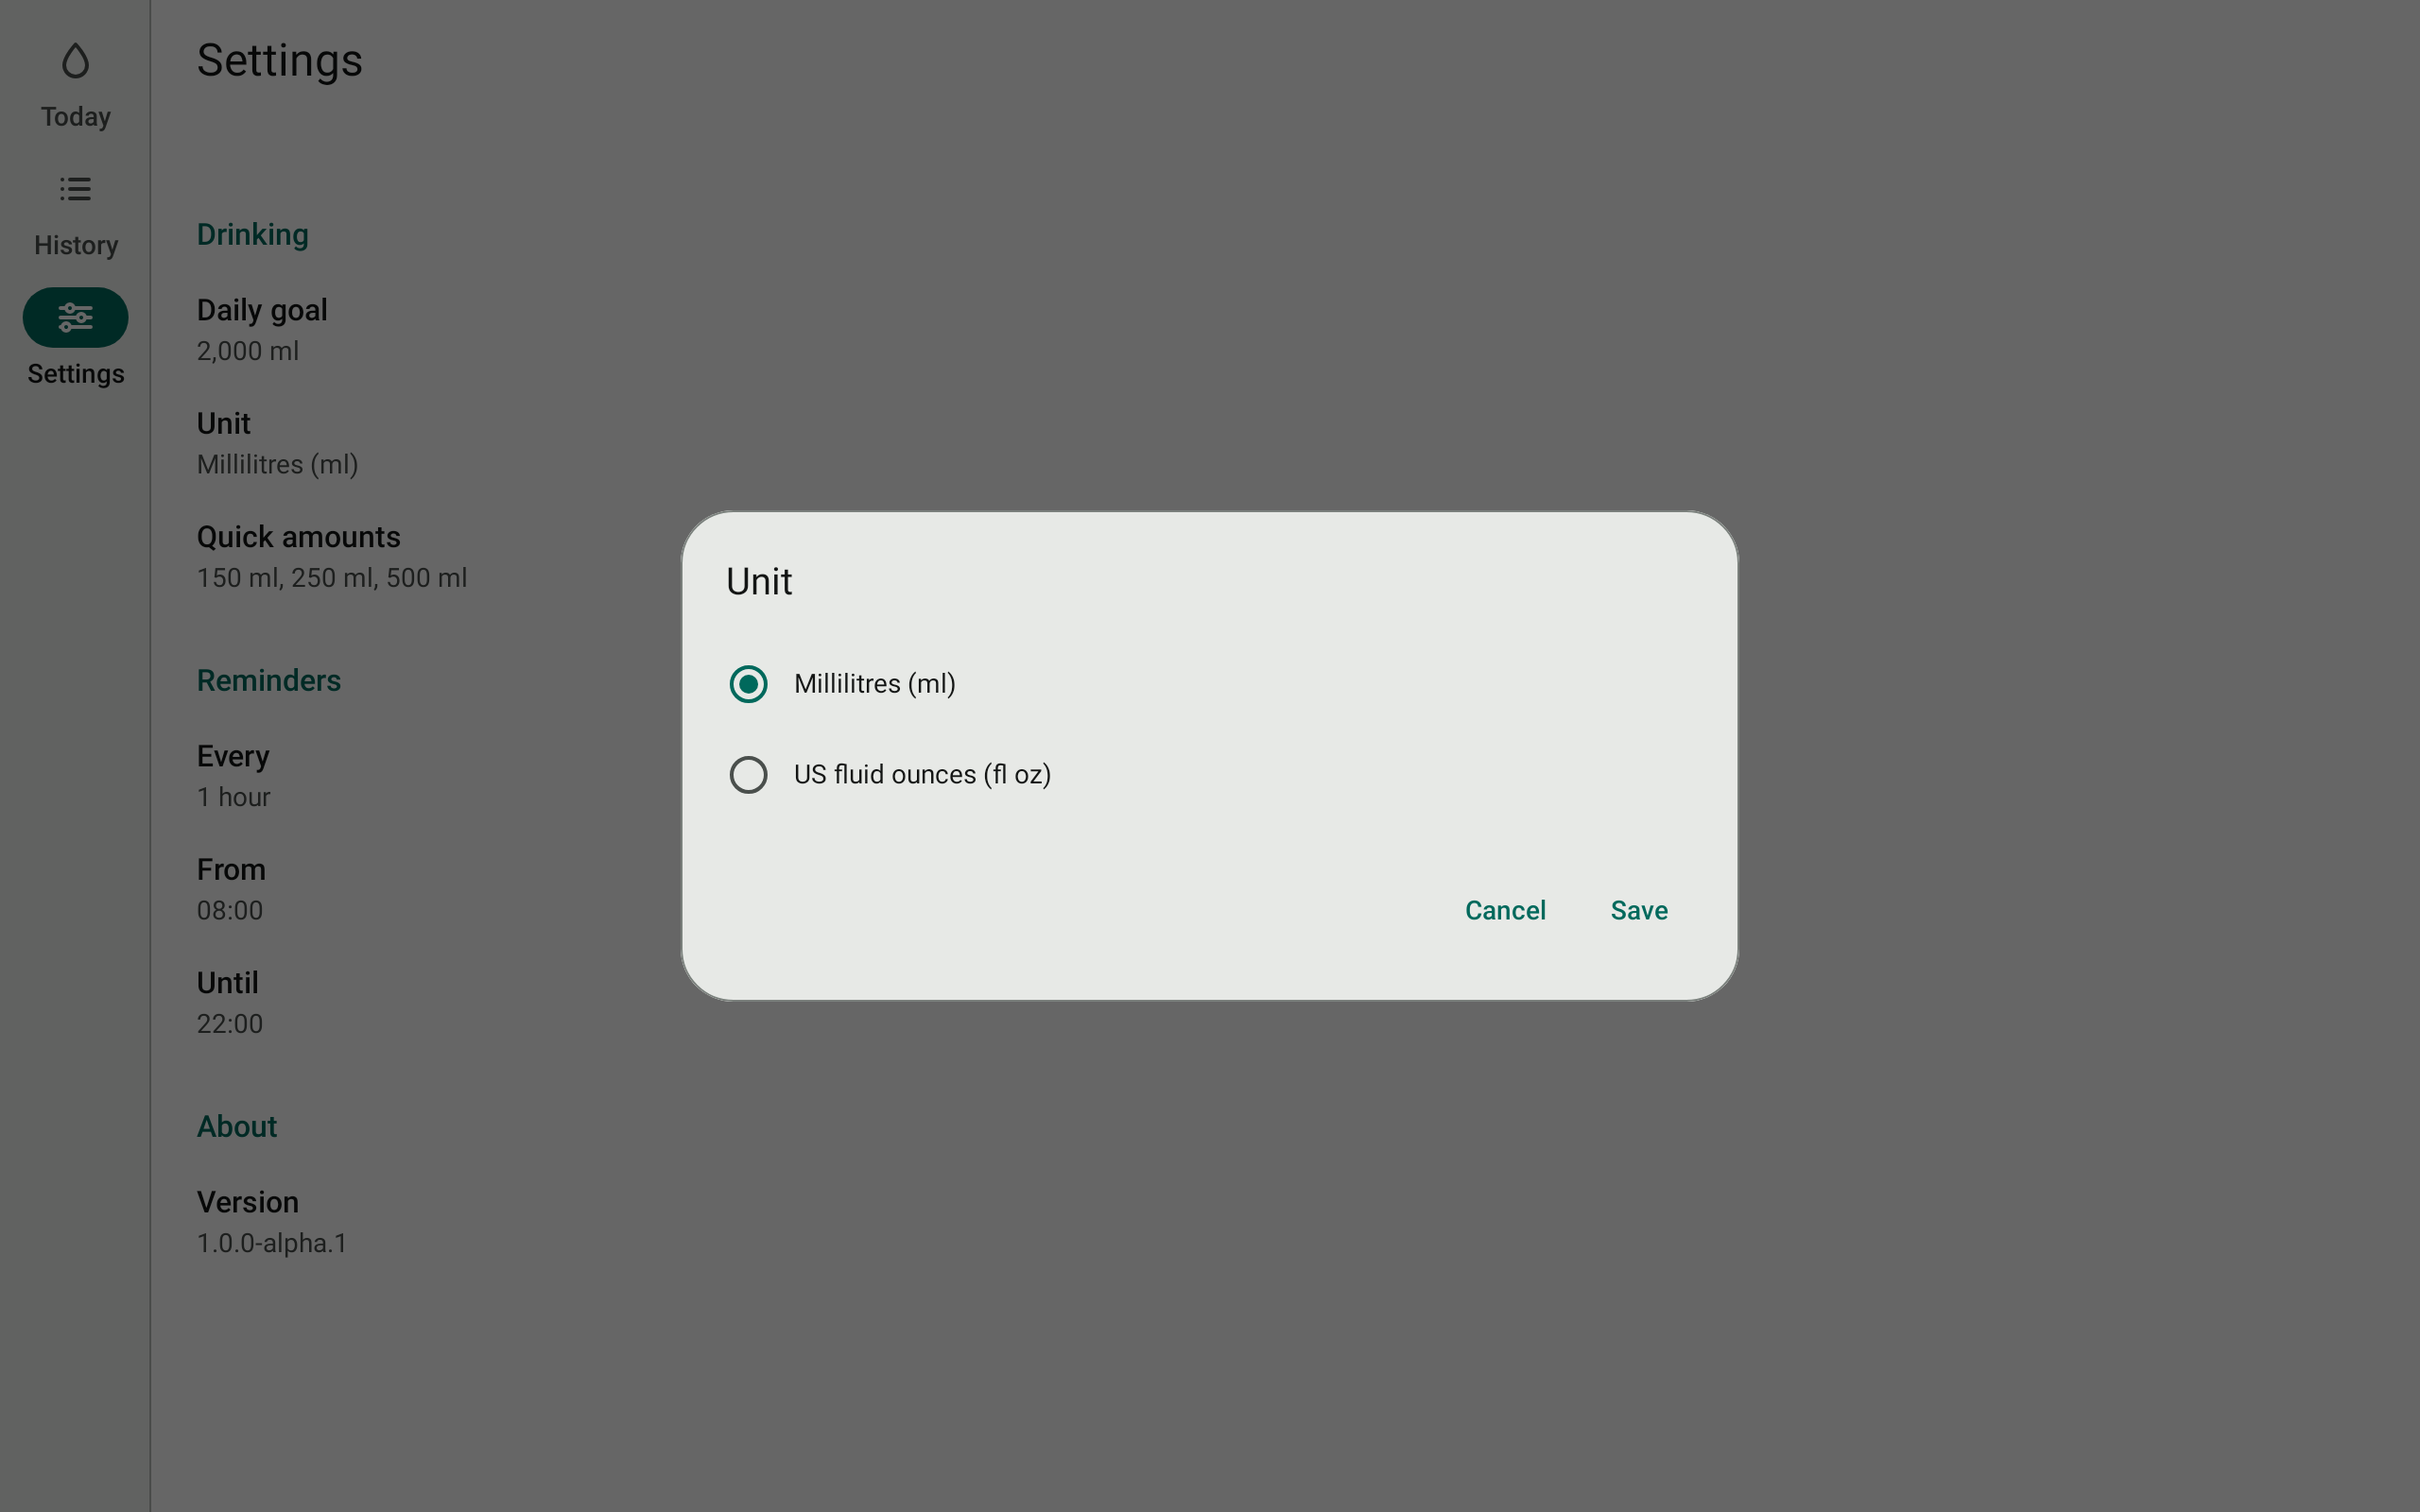 Today
History
Settings
Settings
Drinking
Daily goal
2,000 ml
Unit
Millilitres (ml)
Quick amounts
150 ml, 250 ml, 500 ml
Reminders
Every
1 hour
From
08:00
Until
22:00
About
Version
1.0.0-alpha.1
Unit
Millilitres (ml)
US fluid ounces (fl oz)
Cancel
Save